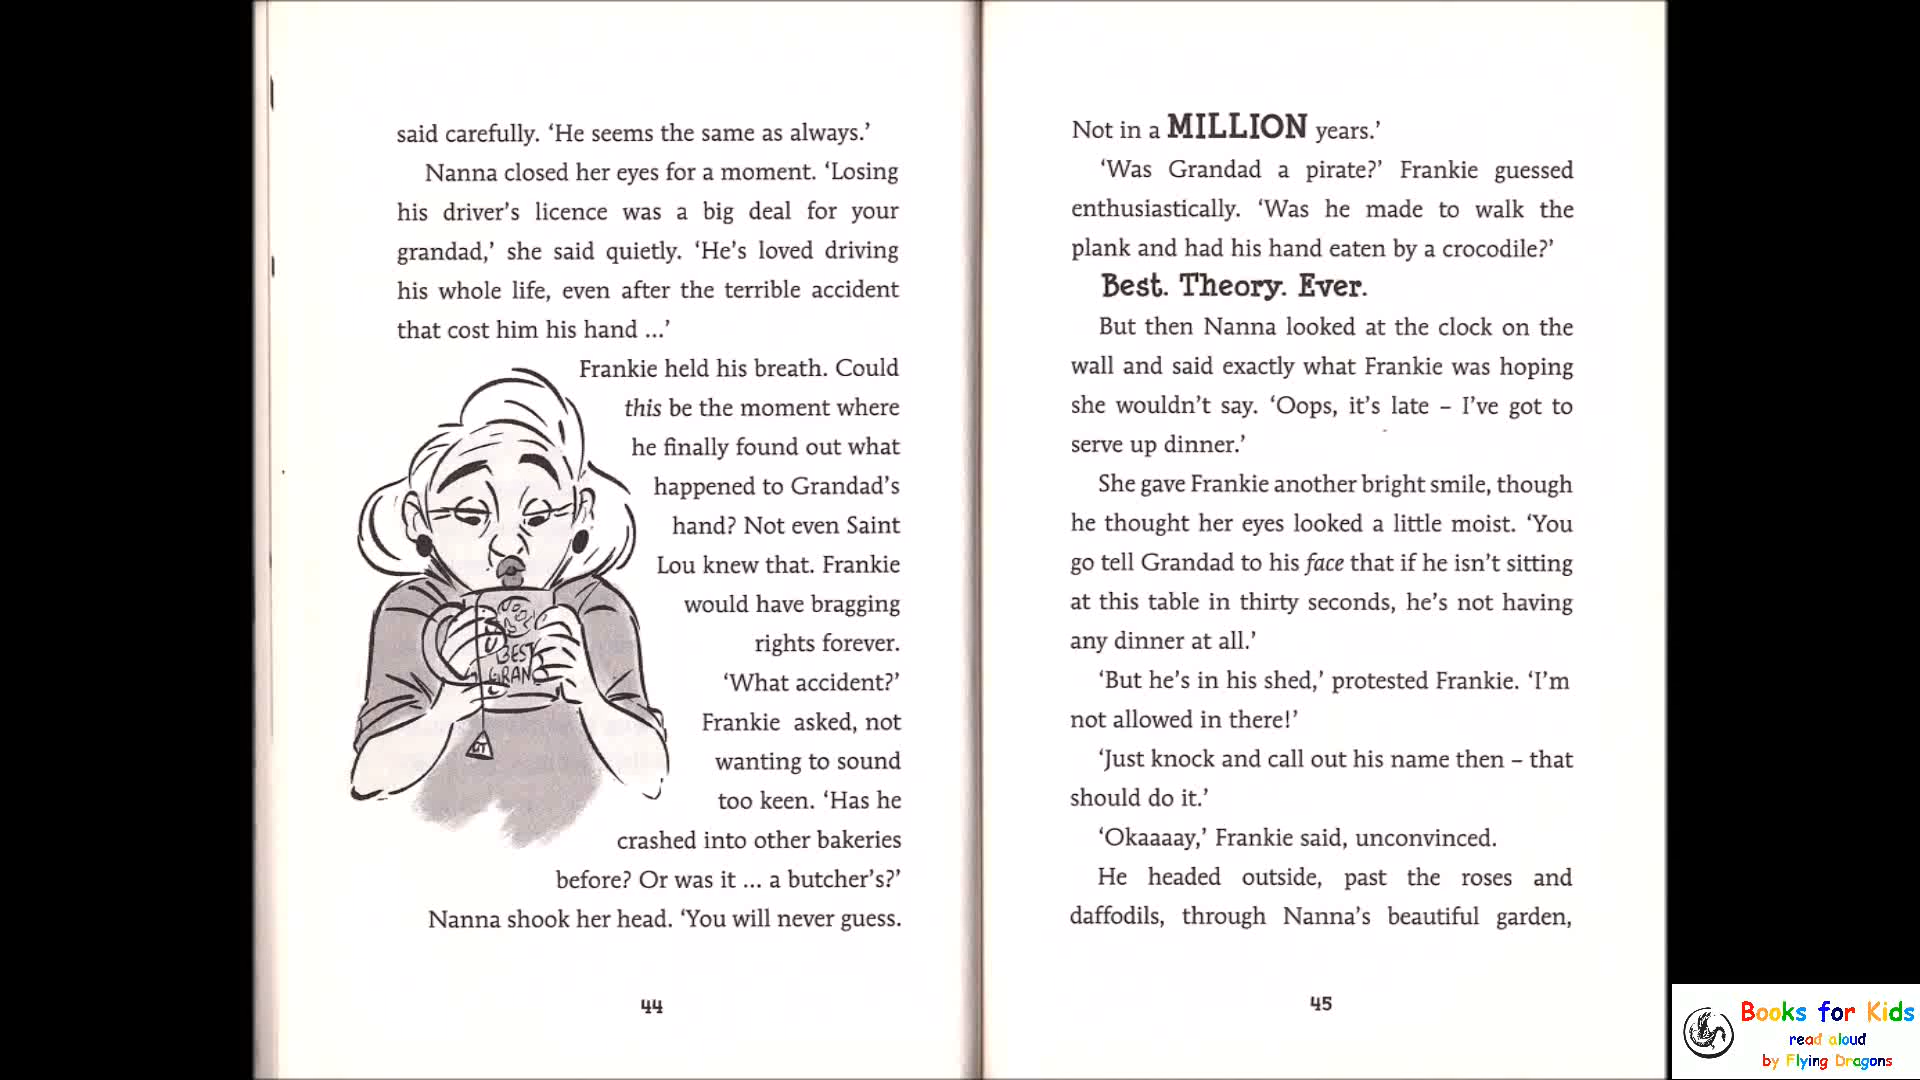 said carefully. ‘He seems the same as always.’
Nanna closed her eyes for a moment. ‘Losing
his driver’s licence was a big deal for your
grandad,’ she said quietly. ‘He’s loved driving
his whole life, even after the terrible accident
that cost him his hand ...’
Frankie held his breath. Could
this be the moment where
he finally found out what
happened to Grandad’s
hand? Not even Saint
Lou knew that. Frankie
would have bragging
rights forever.
‘What accident?’
Frankie asked, not
wanting to sound
too keen. ‘Has he
crashed into other bakeries
before? Or was it ... a butcher’s?’
Nanna shook her head. ‘You will never guess.
BEST
GRAN
44
Not in a MILLION years.’
‘Was Grandad a pirate?’ Frankie guessed
enthusiastically. ‘Was he made to walk the
plank and had his hand eaten by a crocodile?’
Best. Theory. Ever.
But then Nanna looked at the clock on the
wall and said exactly what Frankie was hoping
she wouldn’t say. ‘Oops, it’s late – I’ve got to
serve up dinner.’
She gave Frankie another bright smile, though
he thought her eyes looked a little moist. ‘You
go tell Grandad to his face that if he isn’t sitting
at this table in thirty seconds, he’s not having
any dinner at all.’
‘But he’s in his shed,’ protested Frankie. ‘I’m
not allowed in there!’
‘Just knock and call out his name then – that
should do it.’
‘Okaaaay,’ Frankie said, unconvinced.
He headed outside, past the roses and
daffodils, through Nanna’s beautiful garden,
45
Books for Kids
read aloud
by Flying Dragons